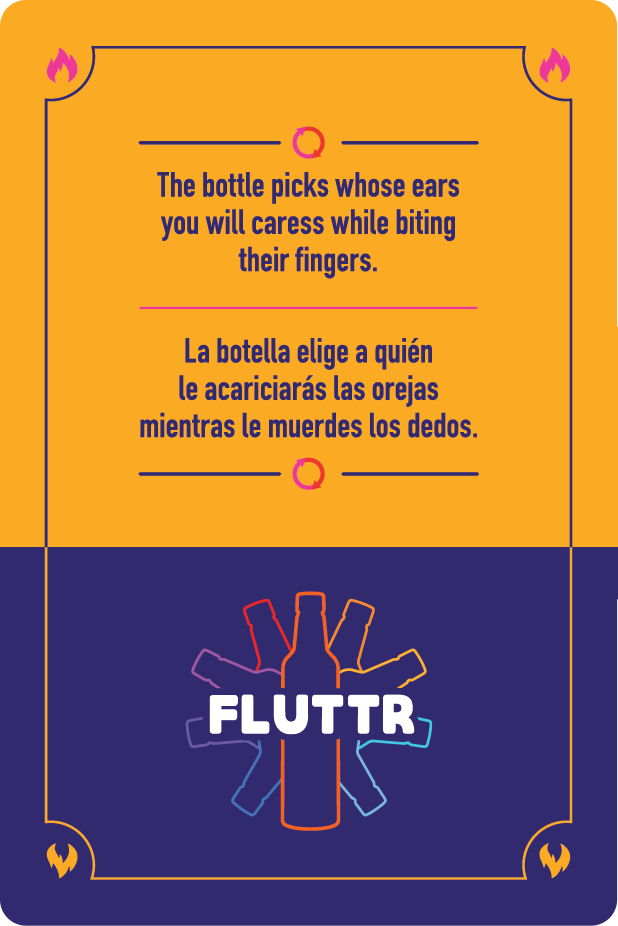 The bottle picks whose ears
you will caress while biting
their fingers.
La botella elige a quién
le acariciarás las orejas
mientras le muerdes los dedos.
FLUTTR